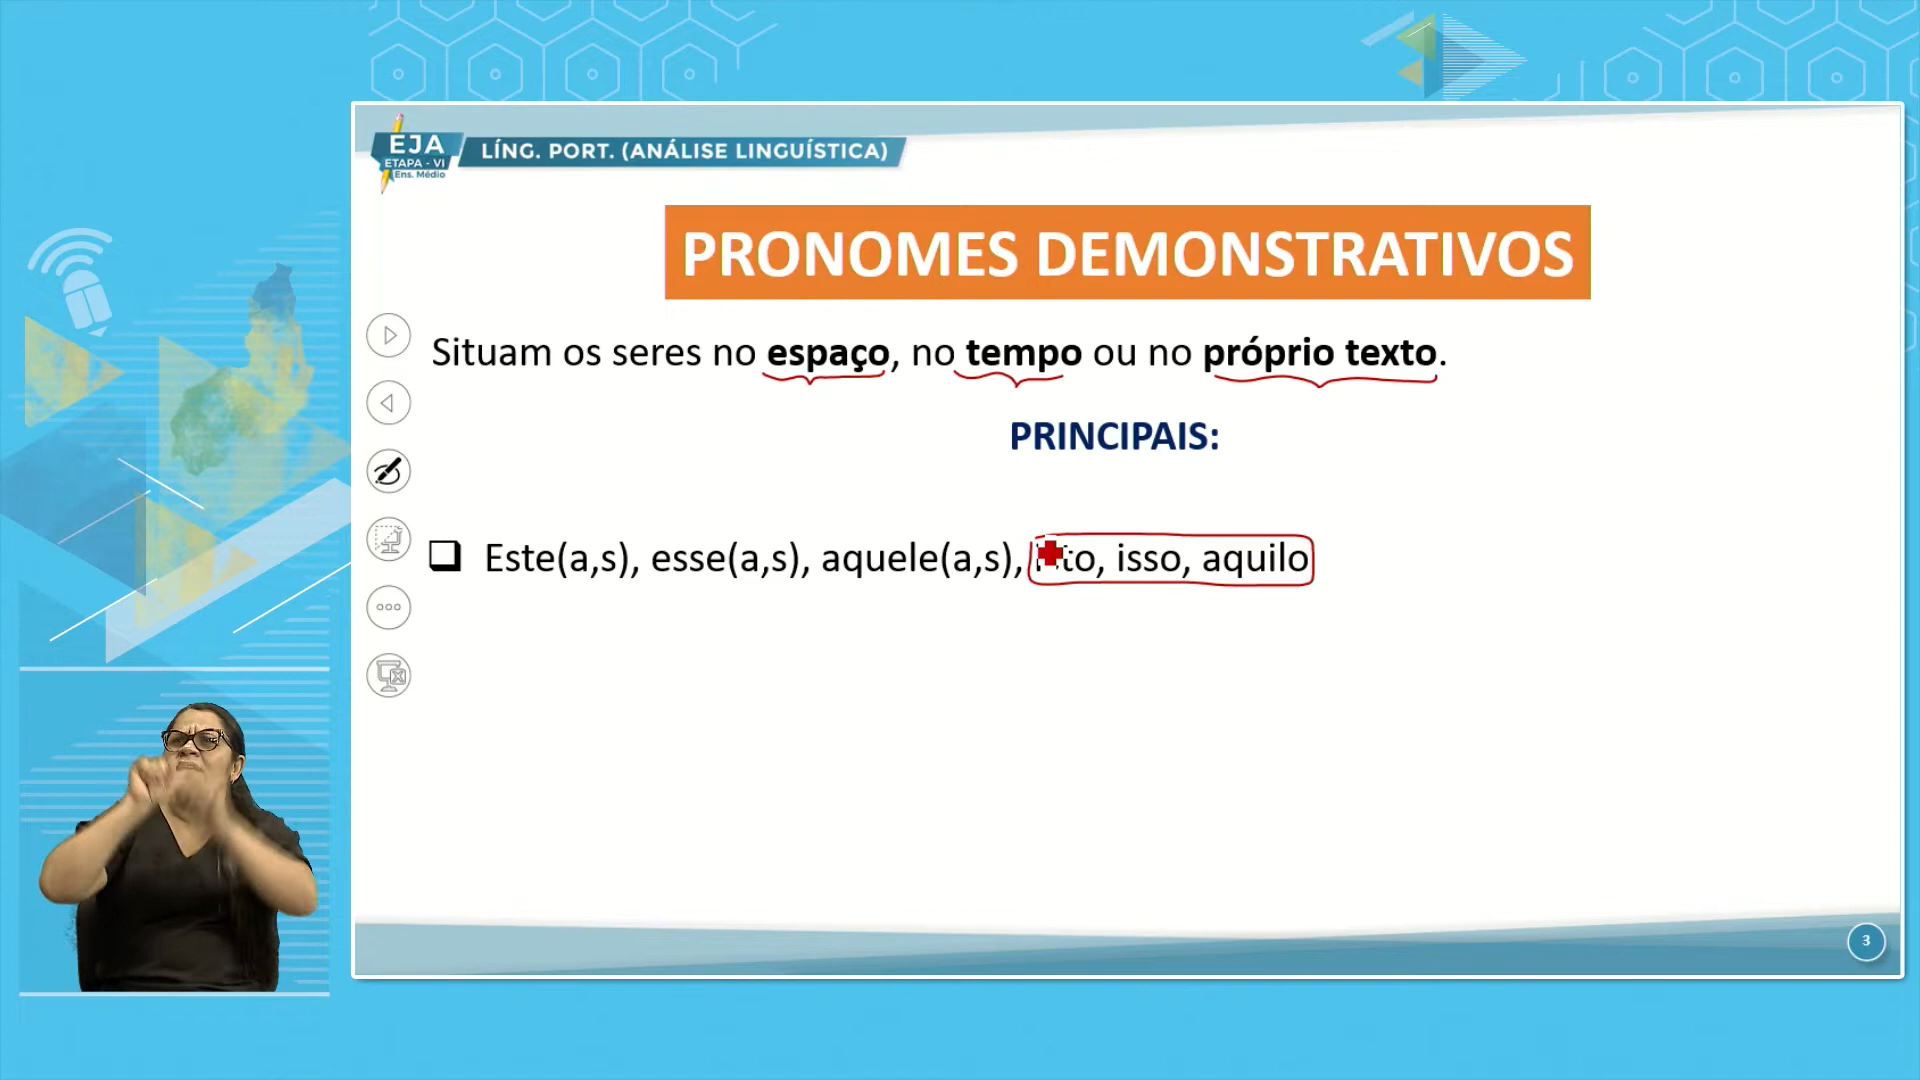 EJA
ETAPA - VI
Ens. Médio
LÍNG. PORT. (ANÁLISE LINGUÍSTICA)
PRONOMES DEMONSTRATIVOS
Situam os seres no espaço, no tempo ou no próprio texto.
PRINCIPAIS:
Este(a,s), esse(a,s), aquele(a,s), isso, aquilo
3